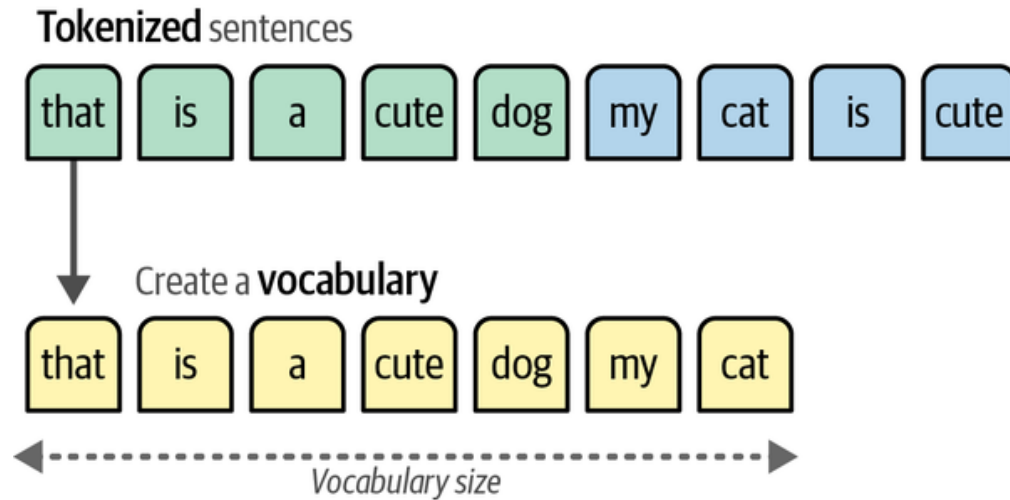 Tokenized sentences
that is a cute dog my cat is cute
Create a vocabulary
that is a cute dog my cat
Vocabulary size